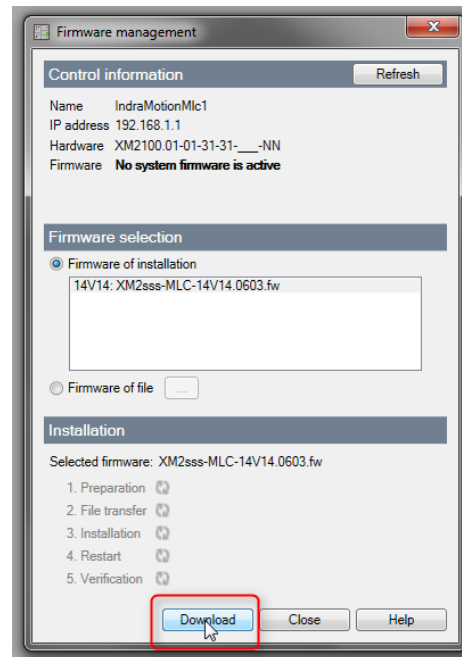 Firmware management
Control information
Refresh
Name IndraMotionMlc1
IP address 192.168.1.1
Hardware XM2100.01-01-31-31-___-NN
Firmware No system firmware is active
Firmware selection
Firmware of installation
14V14: XM2sss-MLC-14V14.0603.fw
Firmware of file ...
Installation
Selected firmware: XM2sss-MLC-14V14.0603.fw
1. Preparation
2. File transfer
3. Installation
4. Restart
5. Verification
Download Close Help